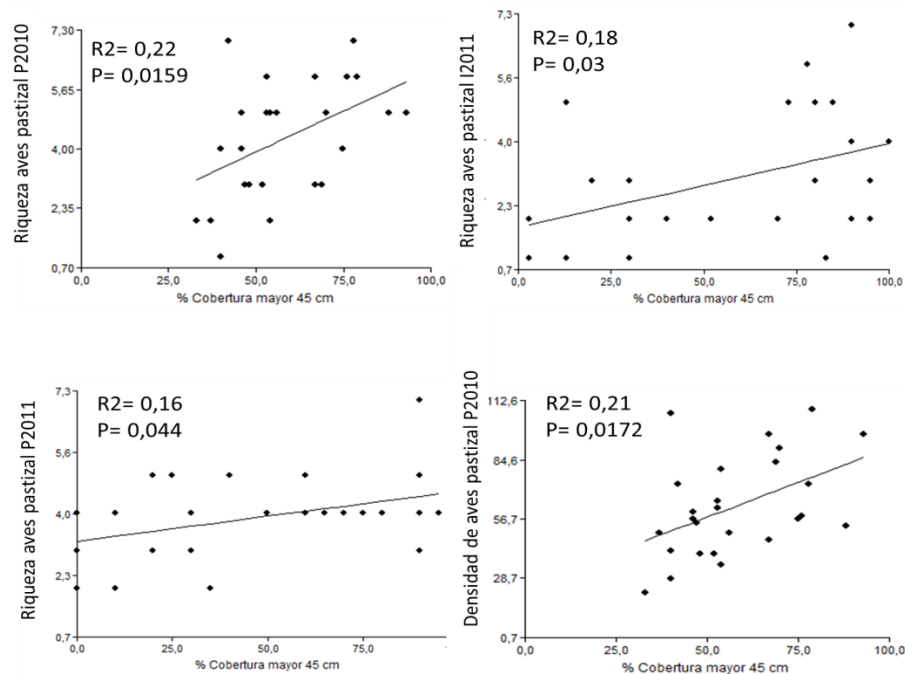 Riqueza aves pastizal P2010
7,30
5,65
4,00
2,35
0,70
R2= 0,22
P= 0,0159
0,0
25,0
50,0
75,0
100,0
% Cobertura mayor 45 cm
Riqueza aves pastizal I2011
7,3
5,6
4,0
2,3
0,7
R2= 0,18
P= 0,03
0,0
25,0
50,0
75,0
100,0
% Cobertura mayor 45 cm
Riqueza aves pastizal P2011
7,3
5,6
4,0
2,3
0,7
R2= 0,16
P= 0,044
0,0
25,0
50,0
75,0
% Cobertura mayor 45 cm
Densidad de aves pastizal P2010
112,6
84,6
56,7
28,7
0,7
R2= 0,21
P= 0,0172
0,0
25,0
50,0
75,0
100,0
% Cobertura mayor 45 cm